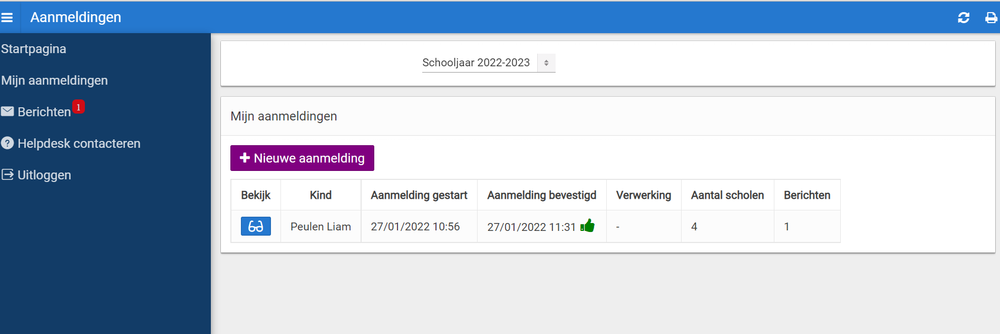 Aanmeldingen
Startpagina
Mijn aanmeldingen
Berichten 1
Helpdesk contacteren
Uitloggen
Schooljaar 2022-2023
Mijn aanmeldingen
Nieuwe aanmelding
Bekijk Kind Aanmelding gestart Aanmelding bevestigd Verwerking Aantal scholen Berichten
Peulen Liam 27/01/2022 10:56 27/01/2022 11:31 - 4 1